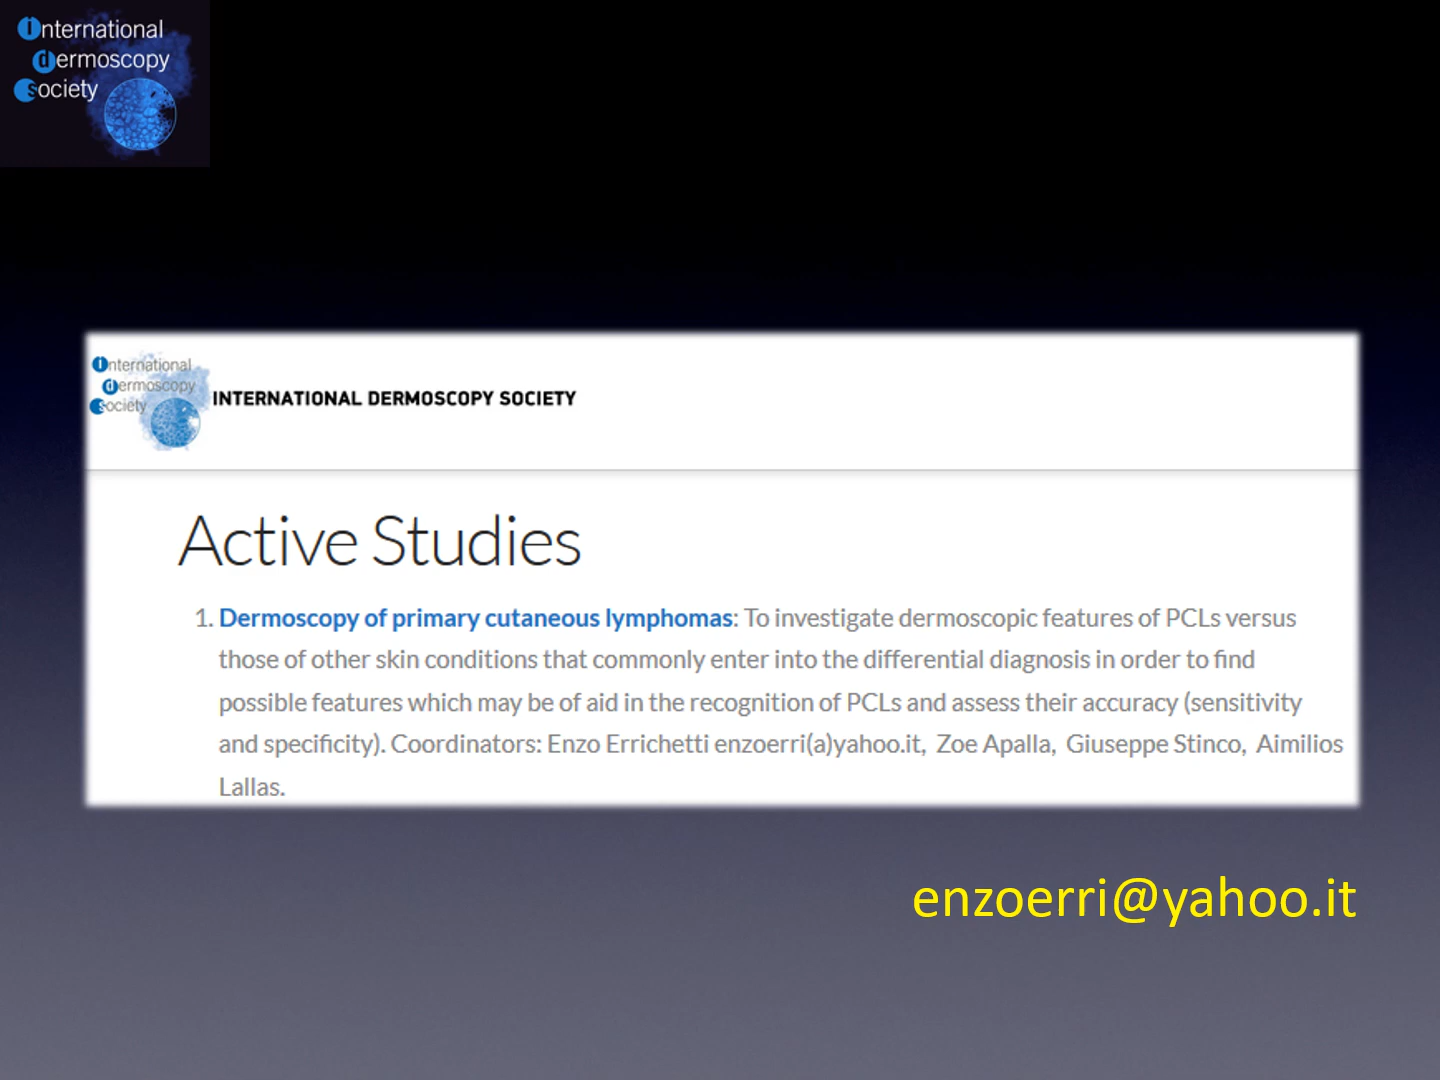 international
dermoscopy
society
international
dermoscopy
society
INTERNATIONAL DERMOSCOPY SOCIETY
Active Studies
1. Dermoscopy of primary cutaneous lymphomas: To investigate dermoscopic features of PCLs versus
those of other skin conditions that commonly enter into the differential diagnosis in order to find
possible features which may be of aid in the recognition of PCLs and assess their accuracy (sensitivity
and specificity). Coordinators: Enzo Errichetti enzoerri(a)yahoo.it, Zoe Apalla, Giuseppe Stinco, Aimilios
Lallas.
enzoerri@yahoo.it